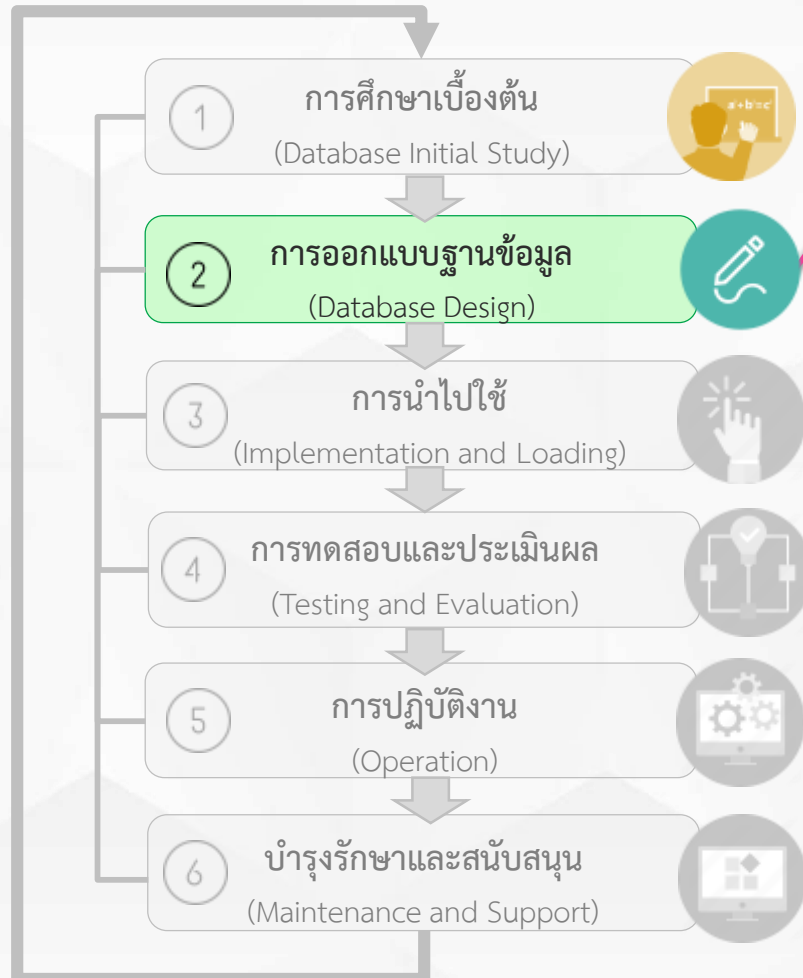 1
การศึกษาเบื้องต้น
(Database Initial Study)
a²+b²=c²
2
การออกแบบฐานข้อมูล
(Database Design)
3
การนำไปใช้
(Implementation and Loading)
4
การทดสอบและประเมินผล
(Testing and Evaluation)
5
การปฏิบัติงาน
(Operation)
6
บำรุงรักษาและสนับสนุน
(Maintenance and Support)